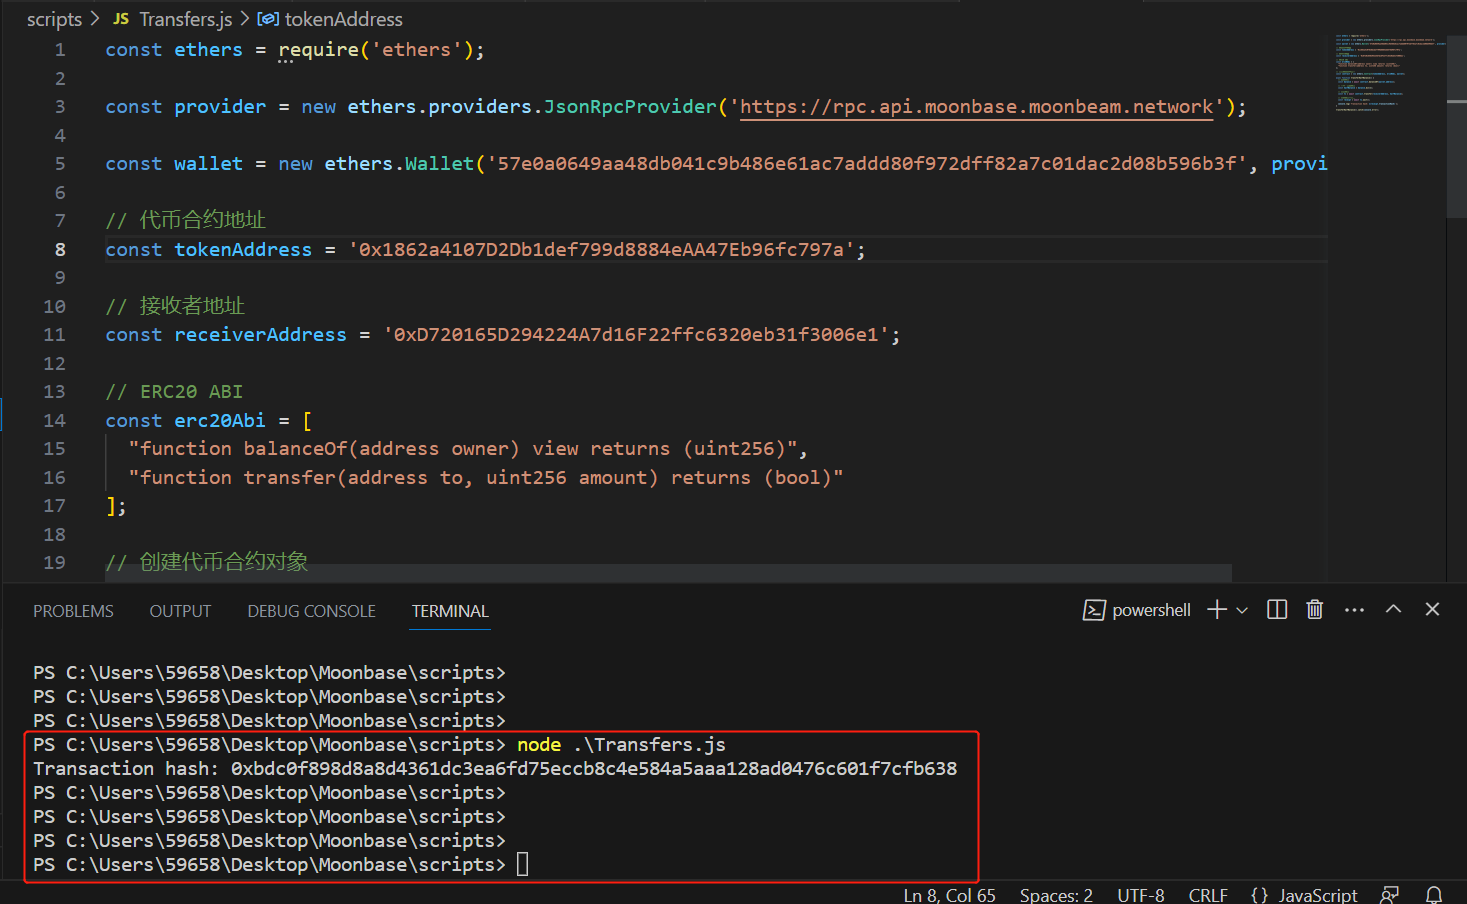 scripts > JS Transfers.js > tokenAddress
1 const ethers = require('ethers');
2
3 const provider = new ethers.providers.JsonRpcProvider('https://rpc.api.moonbase.moonbeam.network');
4
5 const wallet = new ethers.Wallet('57e0a0649aa48db041c9b486e61ac7addd80f972dff82a7c01dac2d08b596b3f', provi
6
7 // 代币合约地址
8 const tokenAddress = '0x1862a4107D2Db1def799d8884eAA47Eb96fc797a';
9
10 // 接收者地址
11 const receiverAddress = '0xD720165D294224A7d16F22ffc6320eb31f3006e1';
12
13 // ERC20 ABI
14 const erc20Abi = [
15 "function balanceOf(address owner) view returns (uint256)",
16 "function transfer(address to, uint256 amount) returns (bool)"
17 ];
18
19 // 创建代币合约对象
PROBLEMS OUTPUT DEBUG CONSOLE TERMINAL powershell
PS C:\Users\59658\Desktop\Moonbase\scripts>
PS C:\Users\59658\Desktop\Moonbase\scripts>
PS C:\Users\59658\Desktop\Moonbase\scripts>
PS C:\Users\59658\Desktop\Moonbase\scripts> node .\Transfers.js
Transaction hash: 0xbdc0f898d8a8d4361dc3ea6fd75eccb8c4e584a5aaa128ad0476c601f7cfb638
PS C:\Users\59658\Desktop\Moonbase\scripts>
PS C:\Users\59658\Desktop\Moonbase\scripts>
PS C:\Users\59658\Desktop\Moonbase\scripts>
PS C:\Users\59658\Desktop\Moonbase\scripts>
Ln 8, Col 65 Spaces: 2 UTF-8 CRLF {} JavaScript